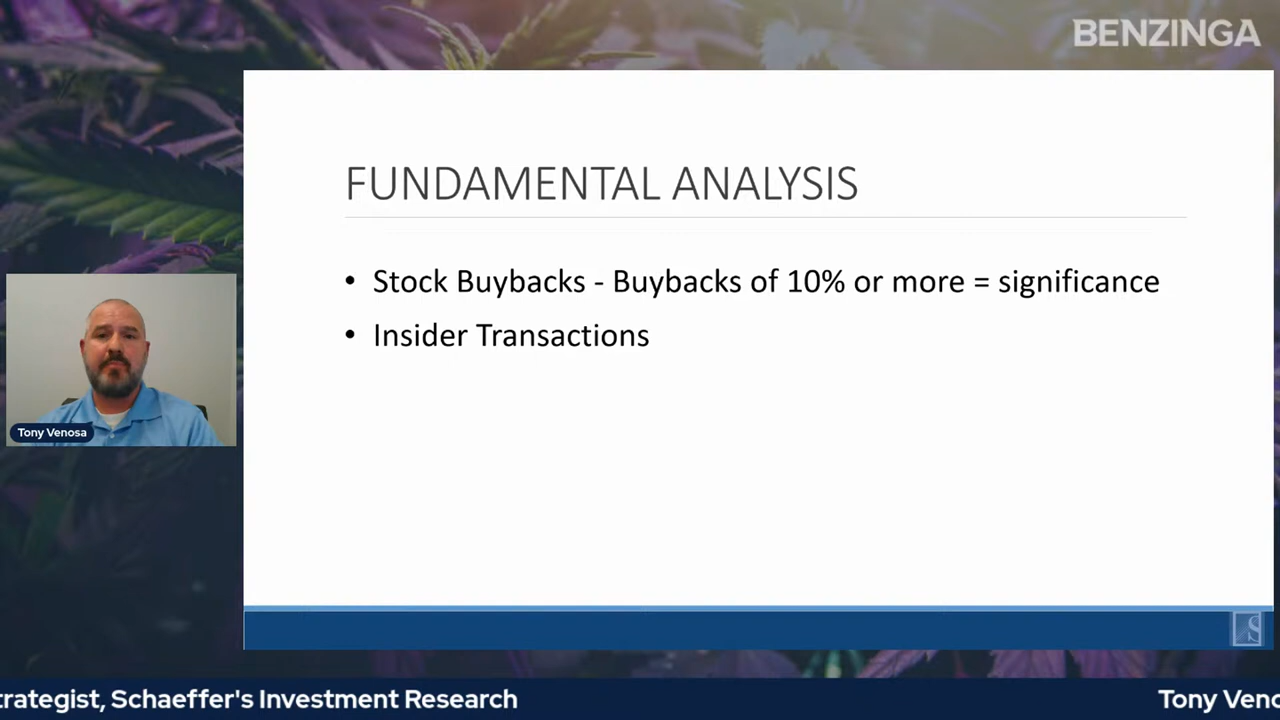 BENZINGA
FUNDAMENTAL ANALYSIS
• Stock Buybacks - Buybacks of 10% or more = significance
• Insider Transactions
Tony Venosa
trategist, Schaeffer's Investment Research
Tony Veno